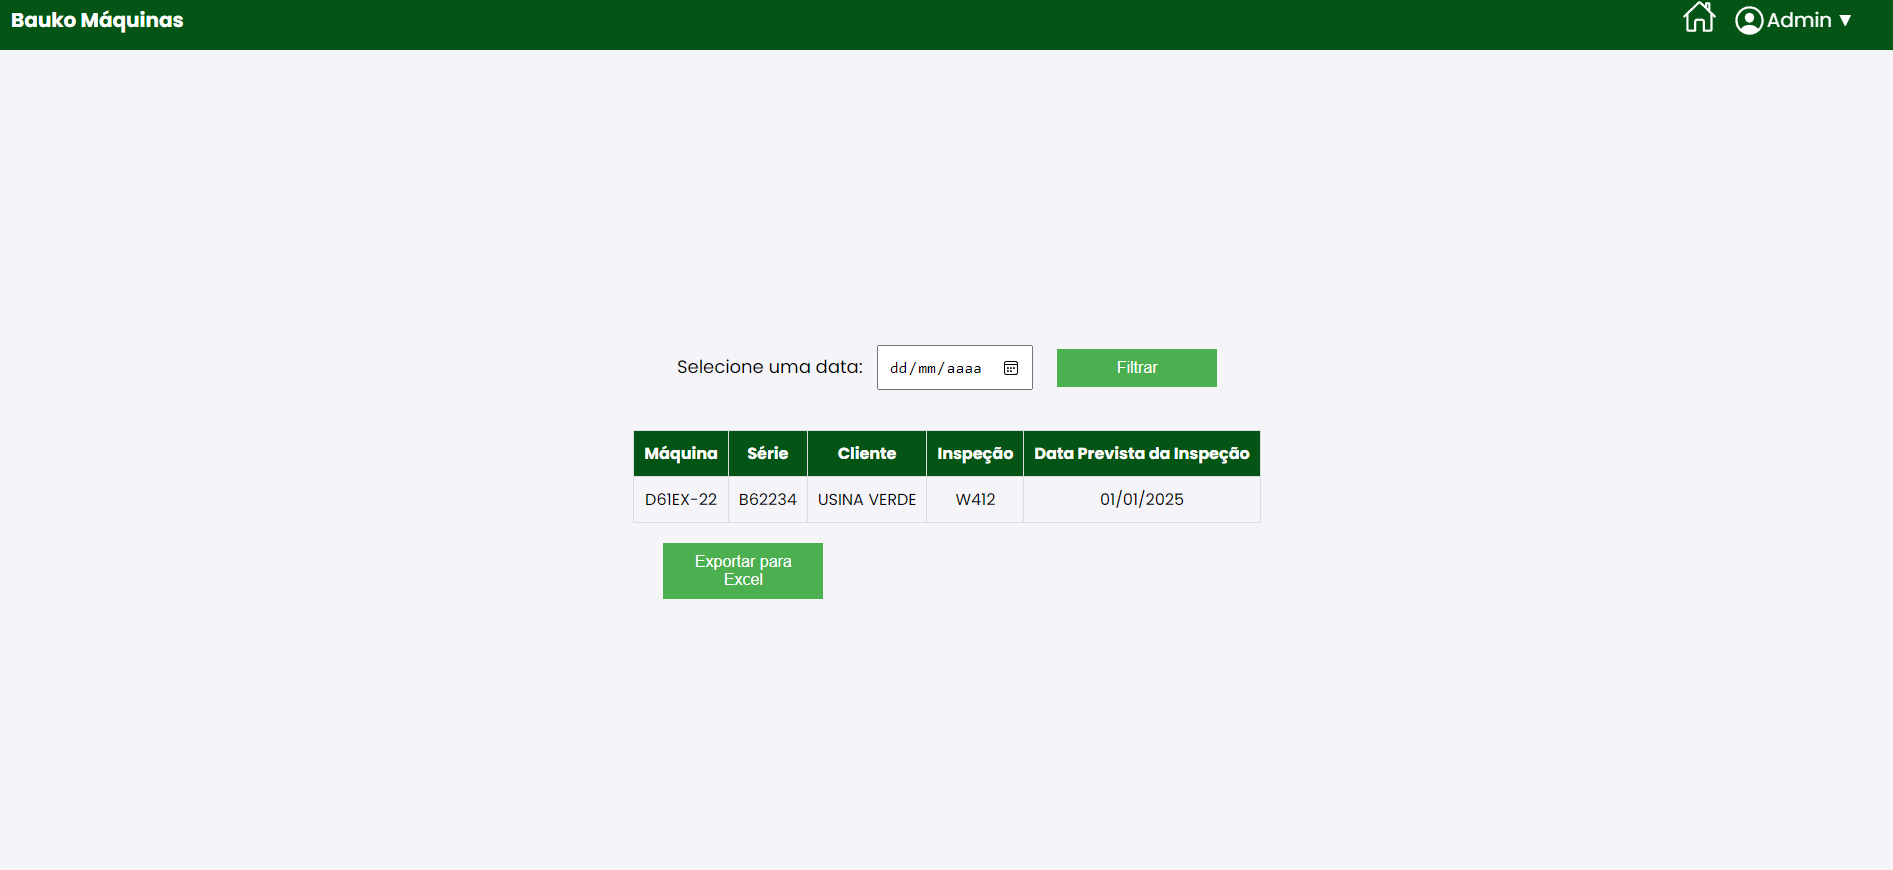 Bauko Máquinas
Admin ▼
Selecione uma data: dd/mm/aaaa Filtrar
Máquina Série Cliente Inspeção Data Prevista da Inspeção
D61EX-22 B62234 USINA VERDE W412 01/01/2025
Exportar para
Excel